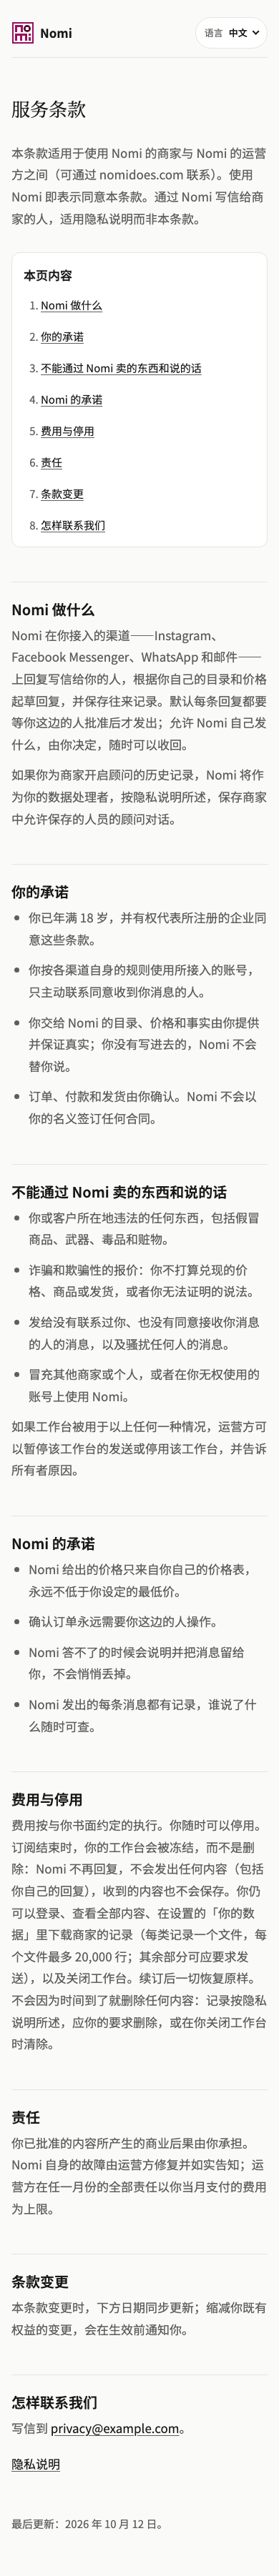 Nomi
语言 中文
服务条款
本条款适用于使用 Nomi 的商家与 Nomi 的运营
方之间（可通过 nomidoes.com 联系）。使用
Nomi 即表示同意本条款。通过 Nomi 写信给商
家的人，适用隐私说明而非本条款。
本页内容
1. Nomi 做什么
2. 你的承诺
3. 不能通过 Nomi 卖的东西和说的话
4. Nomi 的承诺
5. 费用与停用
6. 责任
7. 条款变更
8. 怎样联系我们
Nomi 做什么
Nomi 在你接入的渠道——Instagram、
Facebook Messenger、WhatsApp 和邮件——
上回复写信给你的人，根据你自己的目录和价格
起草回复，并保存往来记录。默认每条回复都要
等你这边的人批准后才发出；允许 Nomi 自己发
什么，由你决定，随时可以收回。
如果你为商家开启顾问的历史记录，Nomi 将作
为你的数据处理者，按隐私说明所述，保存商家
中允许保存的人员的顾问对话。
你的承诺
你已年满 18 岁，并有权代表所注册的企业同
意这些条款。
你按各渠道自身的规则使用所接入的账号，
只主动联系同意收到你消息的人。
你交给 Nomi 的目录、价格和事实由你提供
并保证真实；你没有写进去的，Nomi 不会
替你说。
订单、付款和发货由你确认。Nomi 不会以
你的名义签订任何合同。
不能通过 Nomi 卖的东西和说的话
你或客户所在地违法的任何东西，包括假冒
商品、武器、毒品和赃物。
诈骗和欺骗性的报价：你不打算兑现的价
格、商品或发货，或者你无法证明的说法。
发给没有联系过你、也没有同意接收你消息
的人的消息，以及骚扰任何人的消息。
冒充其他商家或个人，或者在你无权使用的
账号上使用 Nomi。
如果工作台被用于以上任何一种情况，运营方可
以暂停该工作台的发送或停用该工作台，并告诉
所有者原因。
Nomi 的承诺
Nomi 给出的价格只来自你自己的价格表，
永远不低于你设定的最低价。
确认订单永远需要你这边的人操作。
Nomi 答不了的时候会说明并把消息留给
你，不会悄悄丢掉。
Nomi 发出的每条消息都有记录，谁说了什
么随时可查。
费用与停用
费用按与你书面约定的执行。你随时可以停用。
订阅结束时，你的工作台会被冻结，而不是删
除：Nomi 不再回复，不会发出任何内容（包括
你自己的回复），收到的内容也不会保存。你仍
可以登录、查看全部内容、在设置的「你的数
据」里下载商家的记录（每类记录一个文件，每
个文件最多 20,000 行；其余部分可应要求发
送），以及关闭工作台。续订后一切恢复原样。
不会因为时间到了就删除任何内容：记录按隐私
说明所述，应你的要求删除，或在你关闭工作台
时清除。
责任
你已批准的内容所产生的商业后果由你承担。
Nomi 自身的故障由运营方修复并如实告知；运
营方在任一月份的全部责任以你当月支付的费用
为上限。
条款变更
本条款变更时，下方日期同步更新；缩减你既有
权益的变更，会在生效前通知你。
怎样联系我们
写信到 privacy@example.com。
隐私说明
最后更新：2026 年 10 月 12 日。